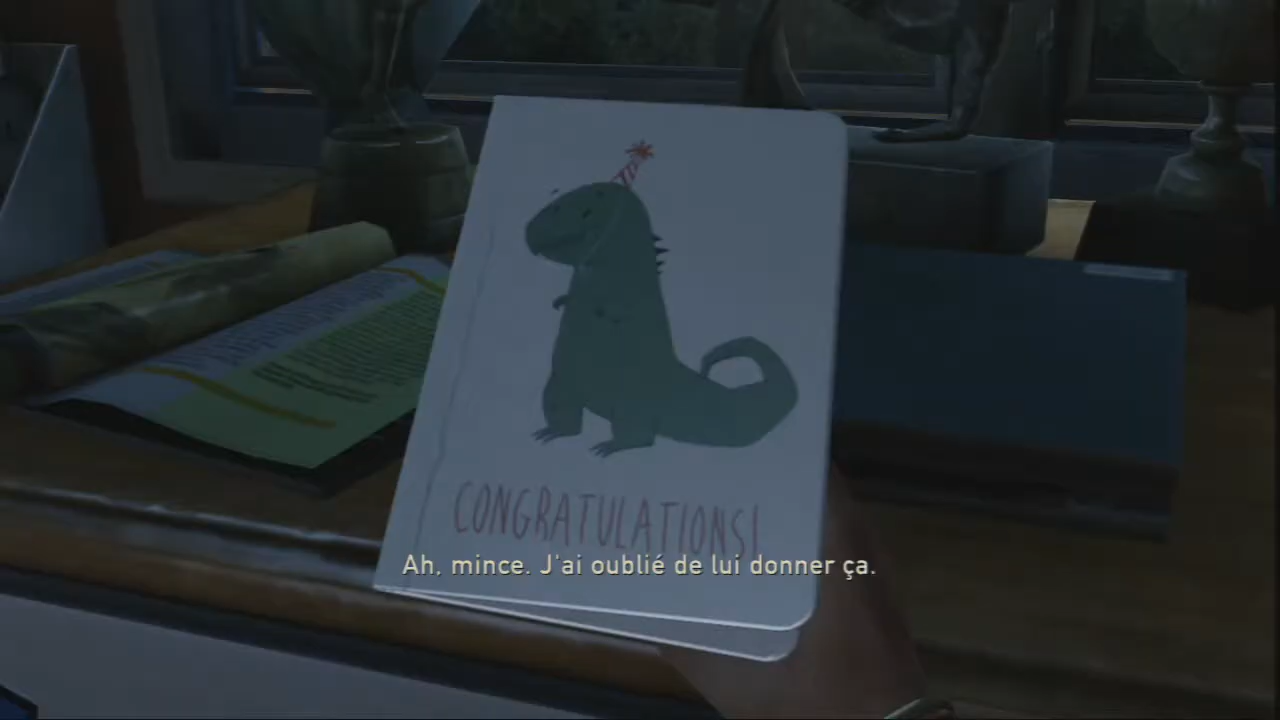 CONGRATULATIONS!
Ah, mince. J'ai oublié de lui donner ça.